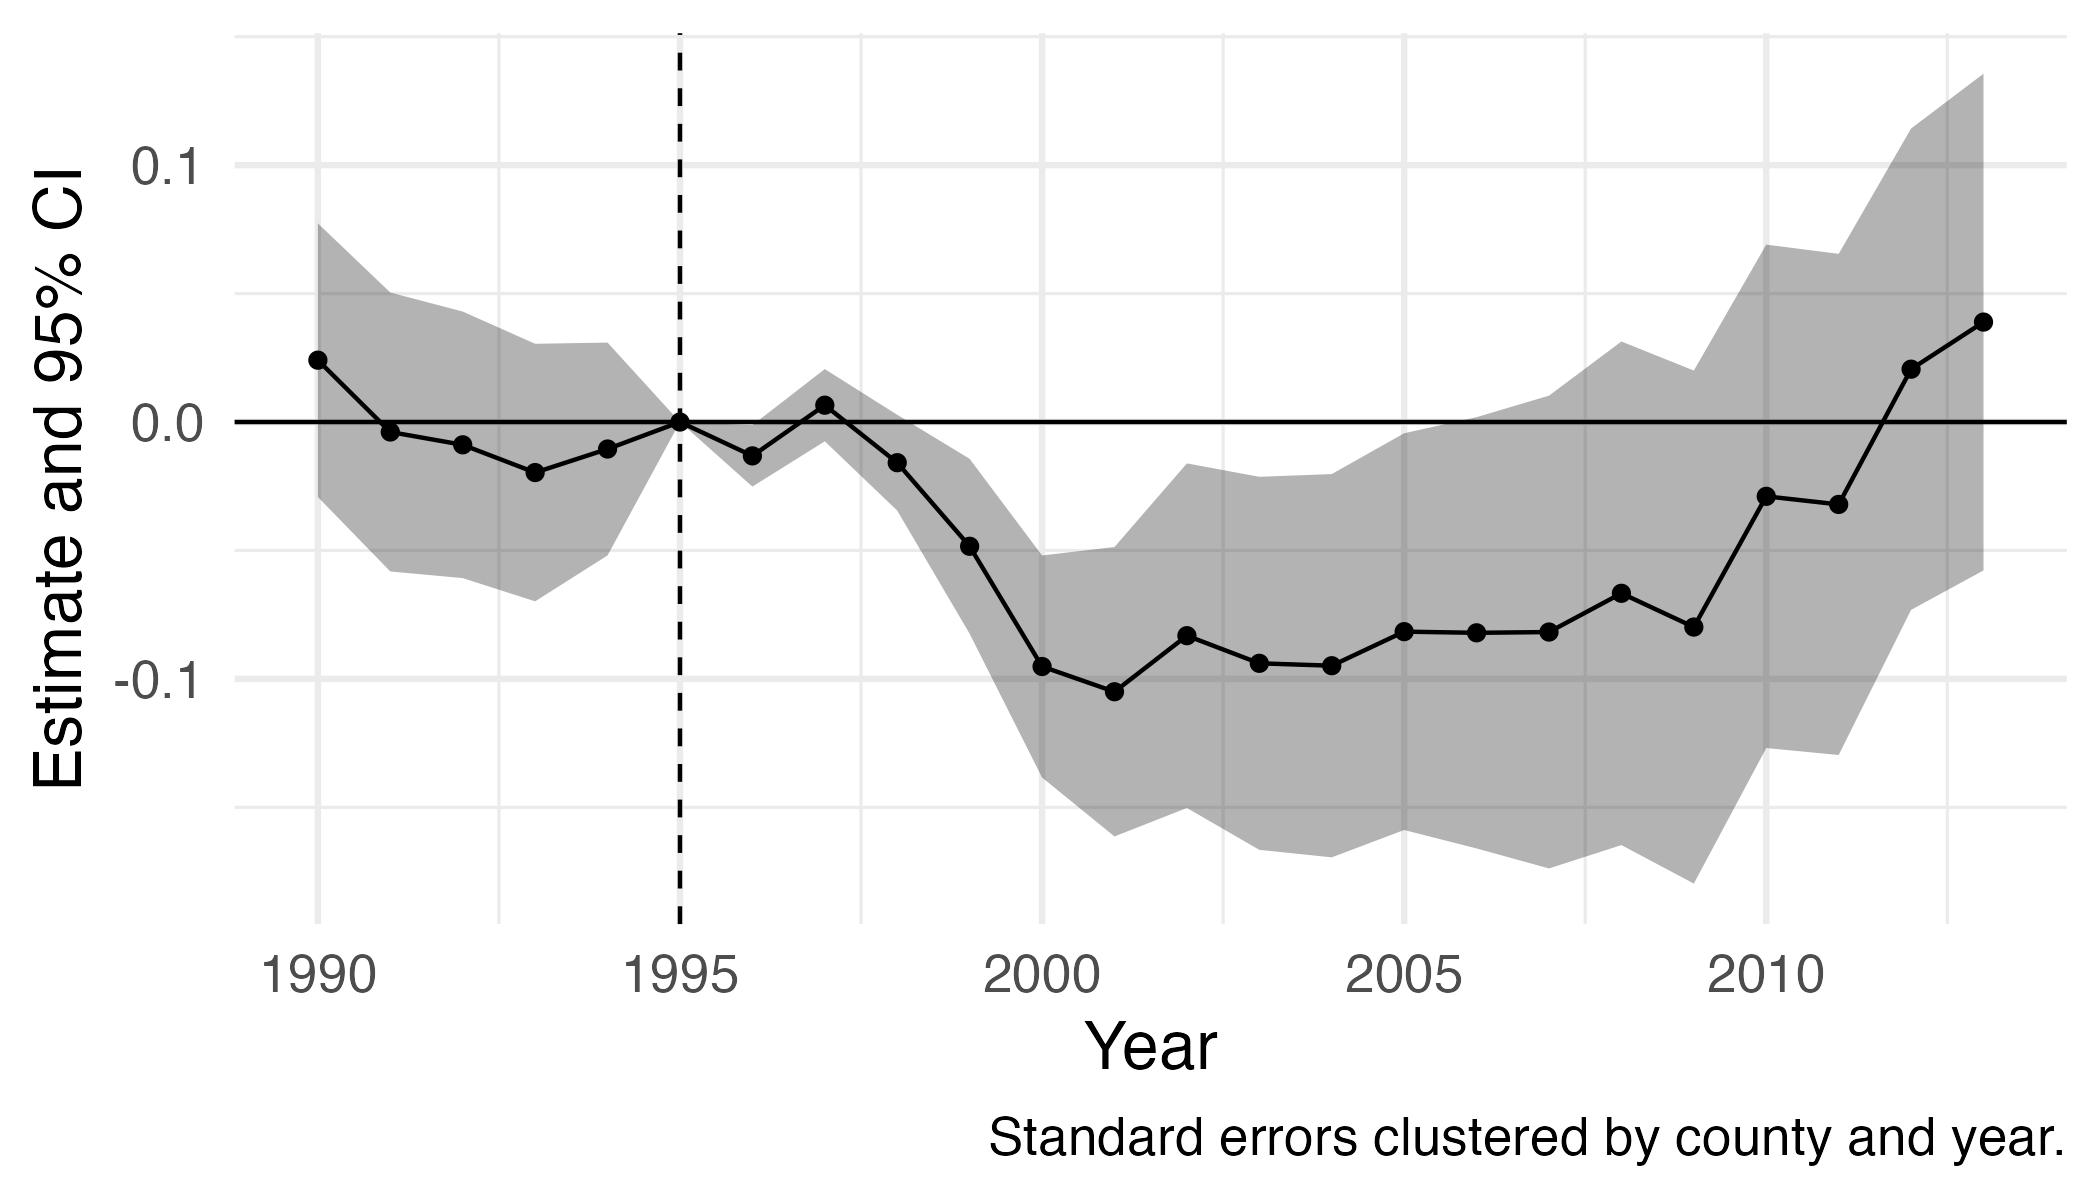 Estimate and 95% CI
0.1
0.0
-0.1
1990 1995 2000 2005 2010
Year
Standard errors clustered by county and year.